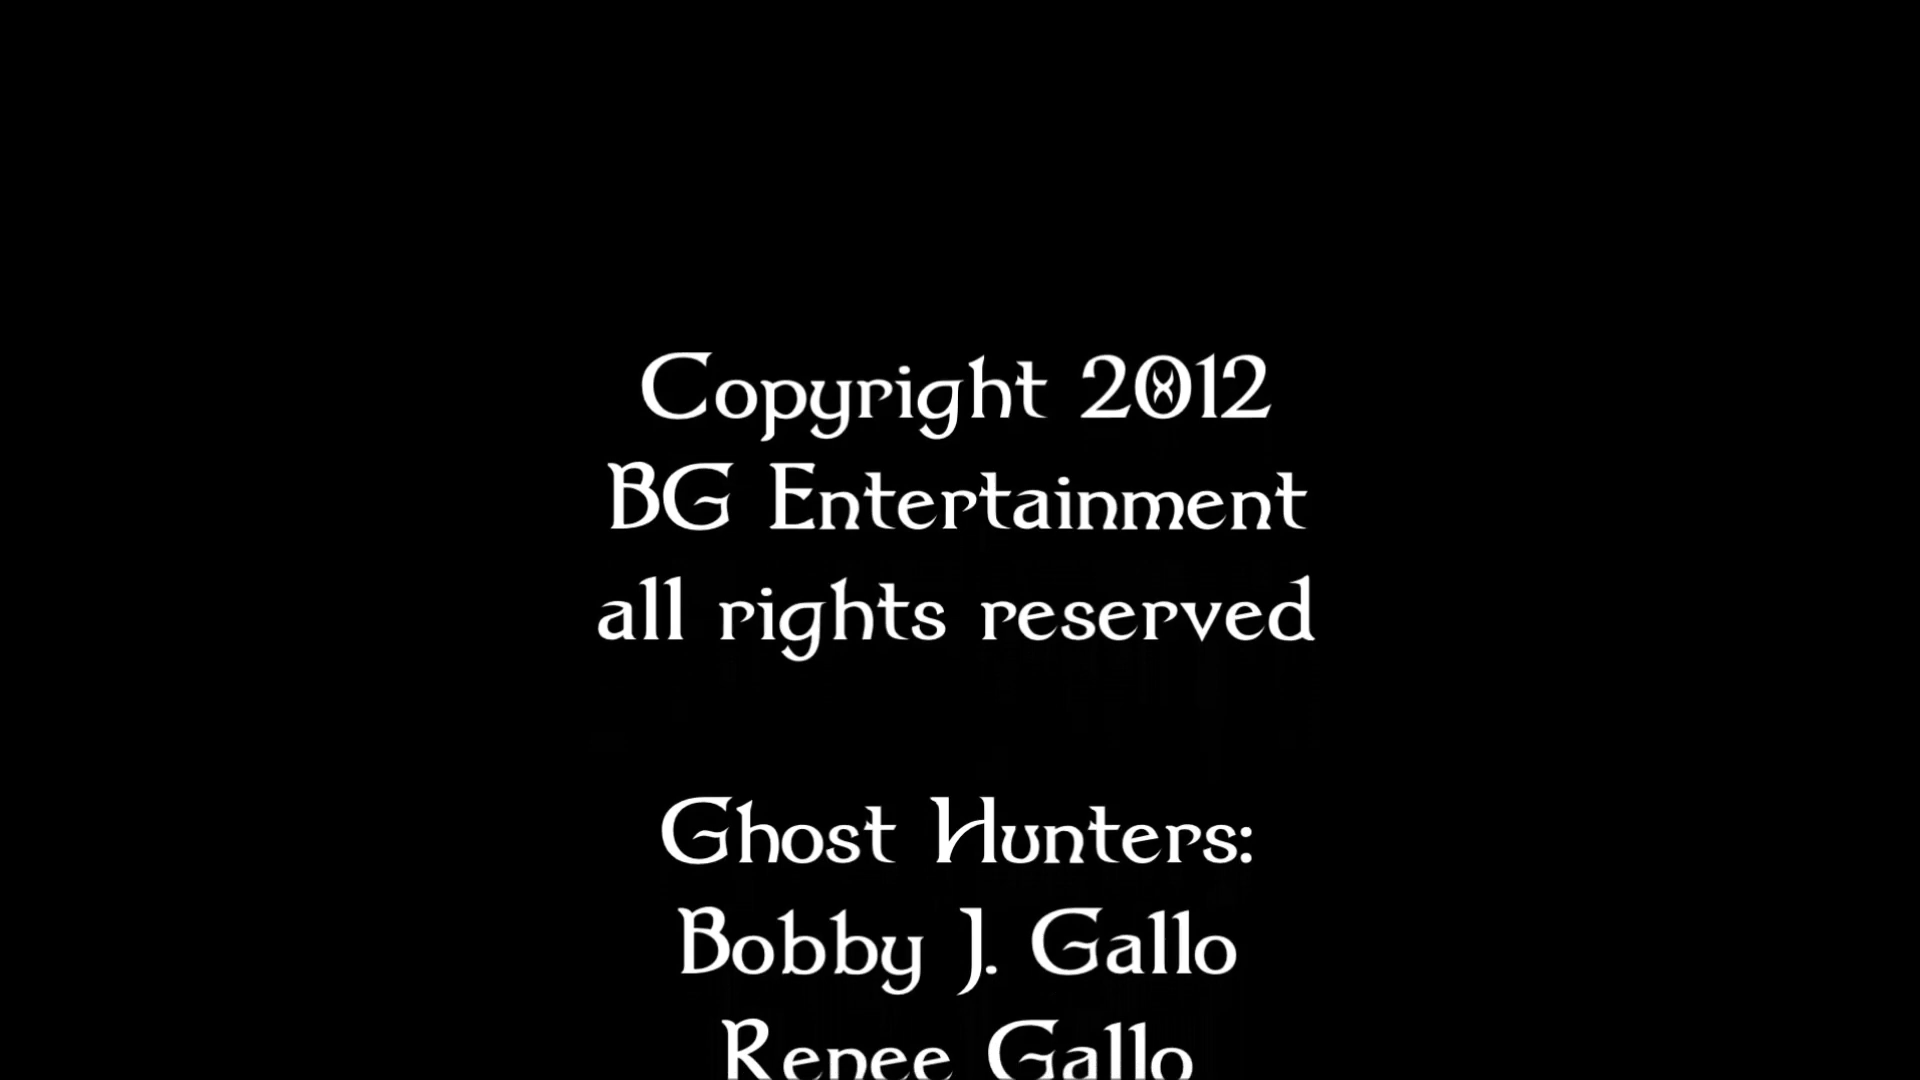 Copyright 2012
BG Entertainment
all rights reserved
Ghost Hunters:
Bobby J. Gallo
Renee Gallo